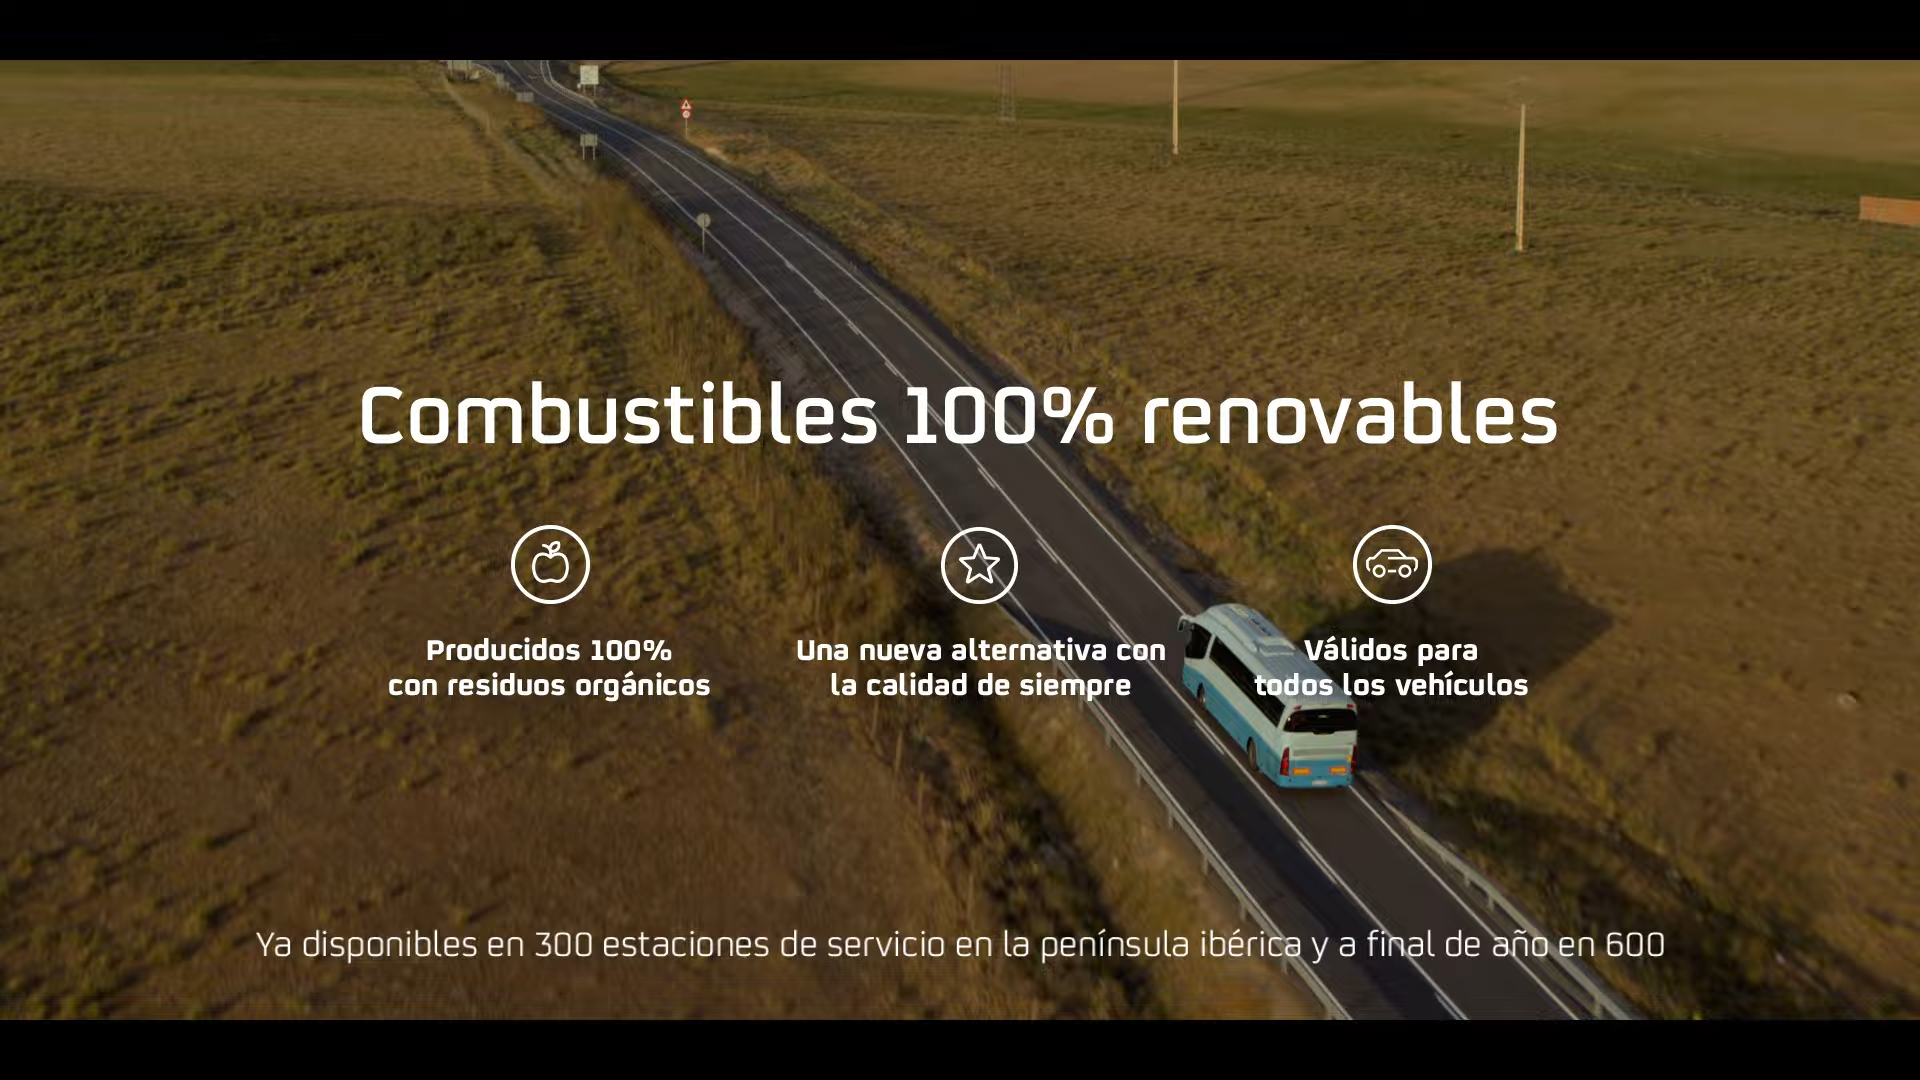 Combustibles 100% renovables
Producidos 100%
con residuos orgánicos
Una nueva alternativa con
la calidad de siempre
Válidos para
todos los vehículos
Ya disponibles en 300 estaciones de servicio en la península ibérica y a final de año en 600